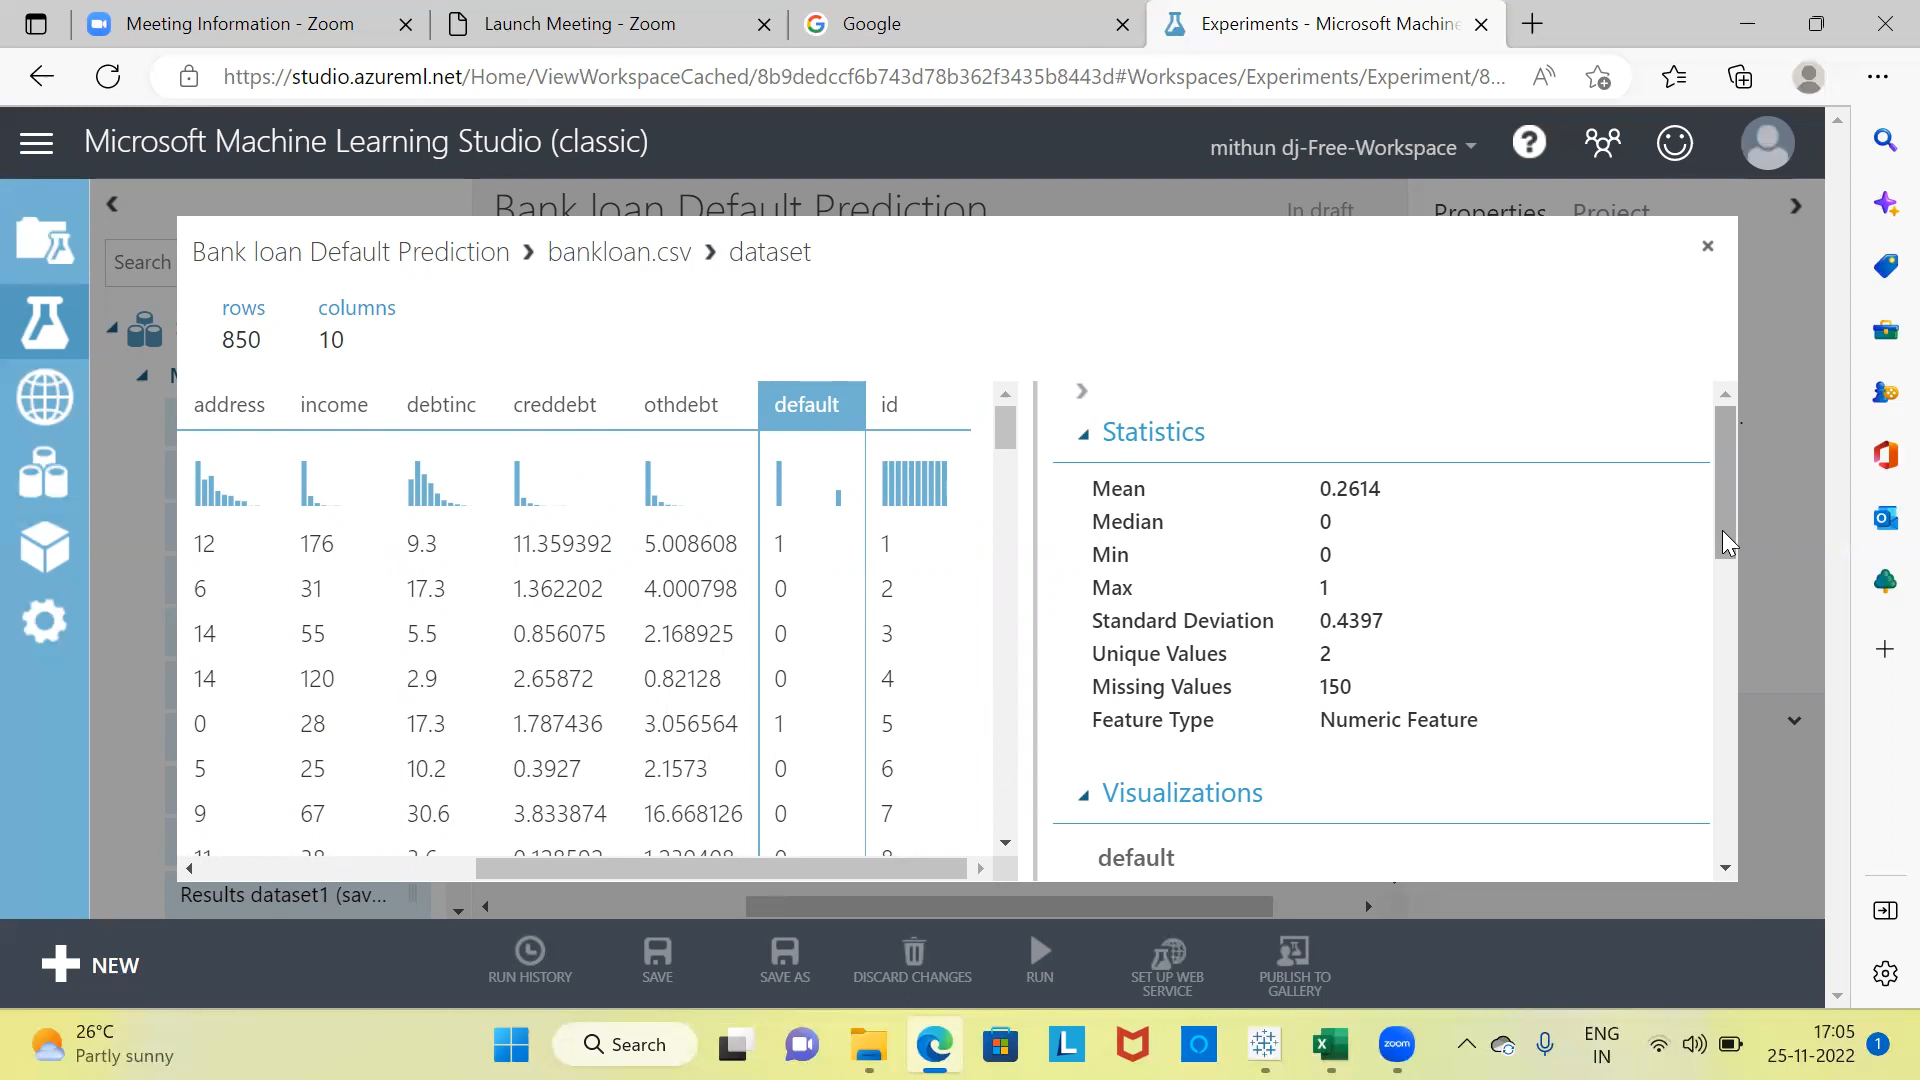 Meeting Information - Zoom
Launch Meeting - Zoom
Google
Experiments - Microsoft Machine
https://studio.azureml.net/Home/ViewWorkspaceCached/8b9dedccf6b743d78b362f3435b8443d#Workspaces/Experiments/Experiment/8...
Microsoft Machine Learning Studio (classic)
mithun dj-Free-Workspace
Bank loan Default Prediction
In draft
Properties Project
Search
Bank loan Default Prediction > bankloan.csv > dataset
rows columns
850 10
address income debtinc creddebt othdebt default id
12 176 9.3 11.359392 5.008608 1 1
6 31 17.3 1.362202 4.000798 0 2
14 55 5.5 0.856075 2.168925 0 3
14 120 2.9 2.65872 0.82128 0 4
0 28 17.3 1.787436 3.056564 1 5
5 25 10.2 0.3927 2.1573 0 6
9 67 30.6 3.833874 16.668126 0 7
Statistics
Mean 0.2614
Median 0
Min 0
Max 1
Standard Deviation 0.4397
Unique Values 2
Missing Values 150
Feature Type Numeric Feature
Visualizations
default
Results dataset1 (sav...
NEW
RUN HISTORY
SAVE
SAVE AS
DISCARD CHANGES
RUN
SET UP WEB SERVICE
PUBLISH TO GALLERY
26°C
Partly sunny
Search
zoom
ENG
IN
17:05
25-11-2022
1